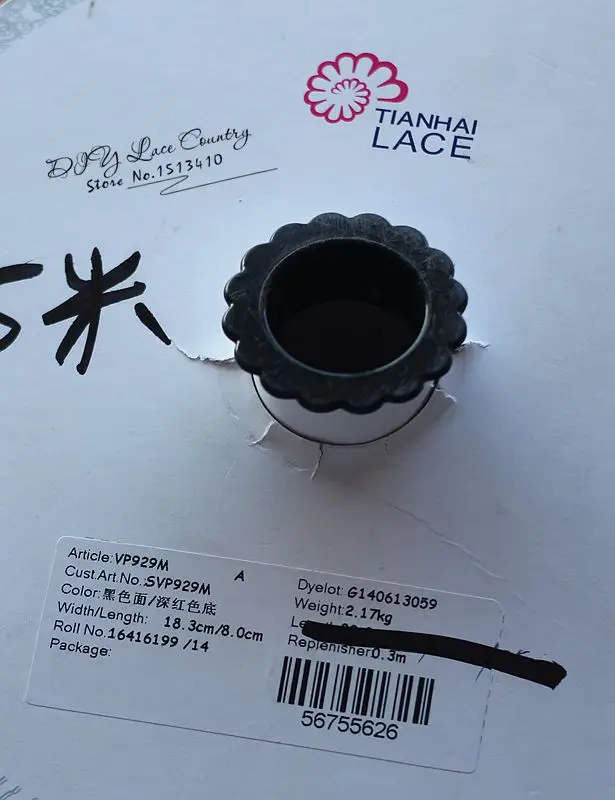 TIANHAI
LACE
DIY Lace Country
Store No.1513410
米
Article:VP929M
A
Cust.Art.No.:SVP929M
Color:黑色面/深红色底
Width/Length: 18.3cm/8.0cm
Roll No.16416199 /14
Package:
Dyelot: G140613059
Weight:2.17kg
Replenisher0.3m
56755626